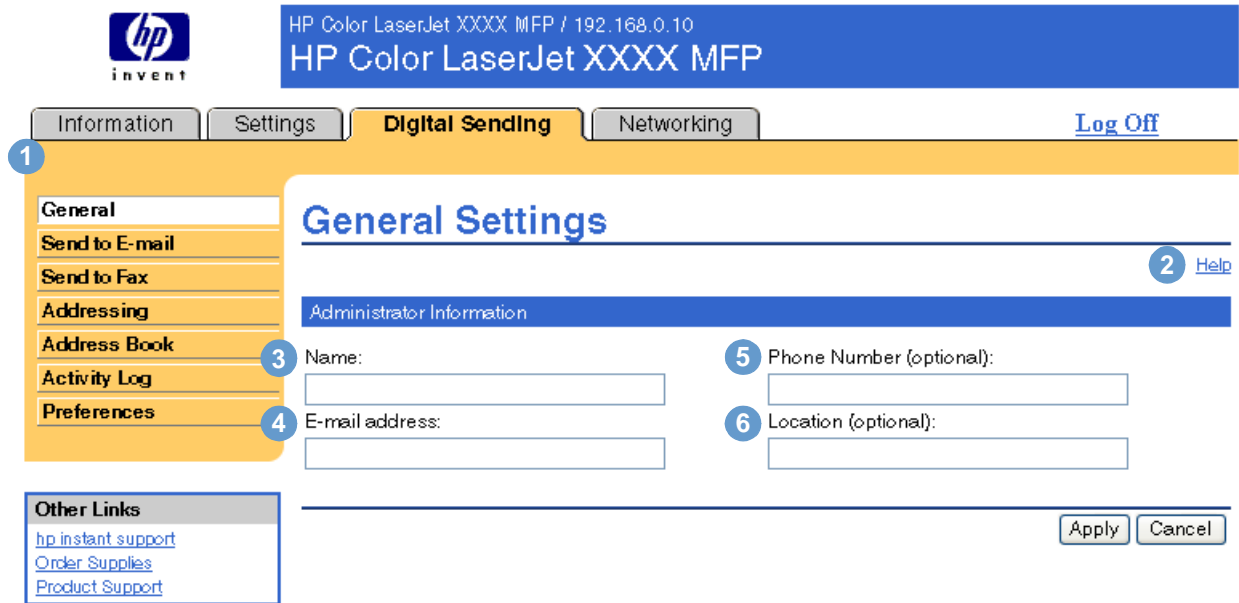 hp
invent
HP Color LaserJet XXXX MFP / 192.168.0.10
HP Color LaserJet XXXX MFP
Information
Settings
Digital Sending
Networking
Log Off
1
General
Send to E-mail
Send to Fax
Addressing
Address Book
Activity Log
Preferences
Other Links
hp instant support
Order Supplies
Product Support
General Settings
2 Help
Administrator Information
3 Name:
5 Phone Number (optional):
4 E-mail address:
6 Location (optional):
Apply Cancel